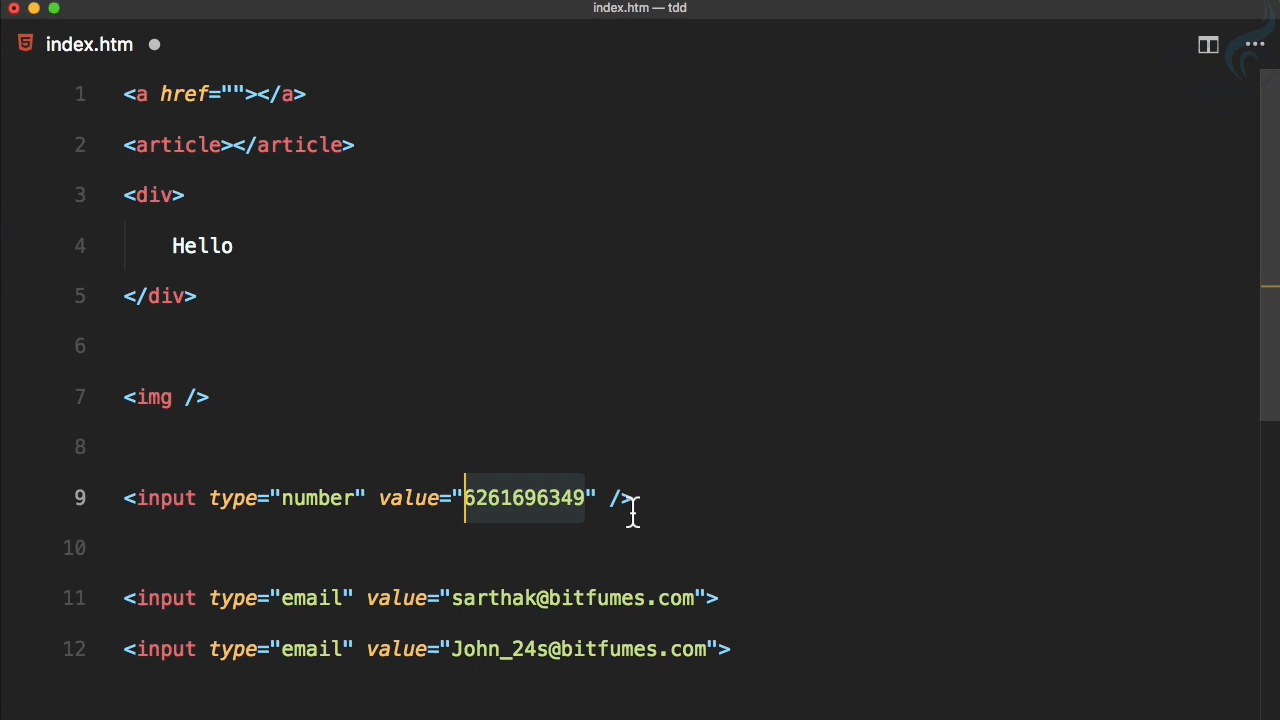 index.htm — tdd
index.htm
1 <a href=""></a>
2 <article></article>
3 <div>
4 Hello
5 </div>
6
7 <img />
8
9 <input type="number" value="6261696349" />
10
11 <input type="email" value="sarthak@bitfumes.com">
12 <input type="email" value="John_24s@bitfumes.com">